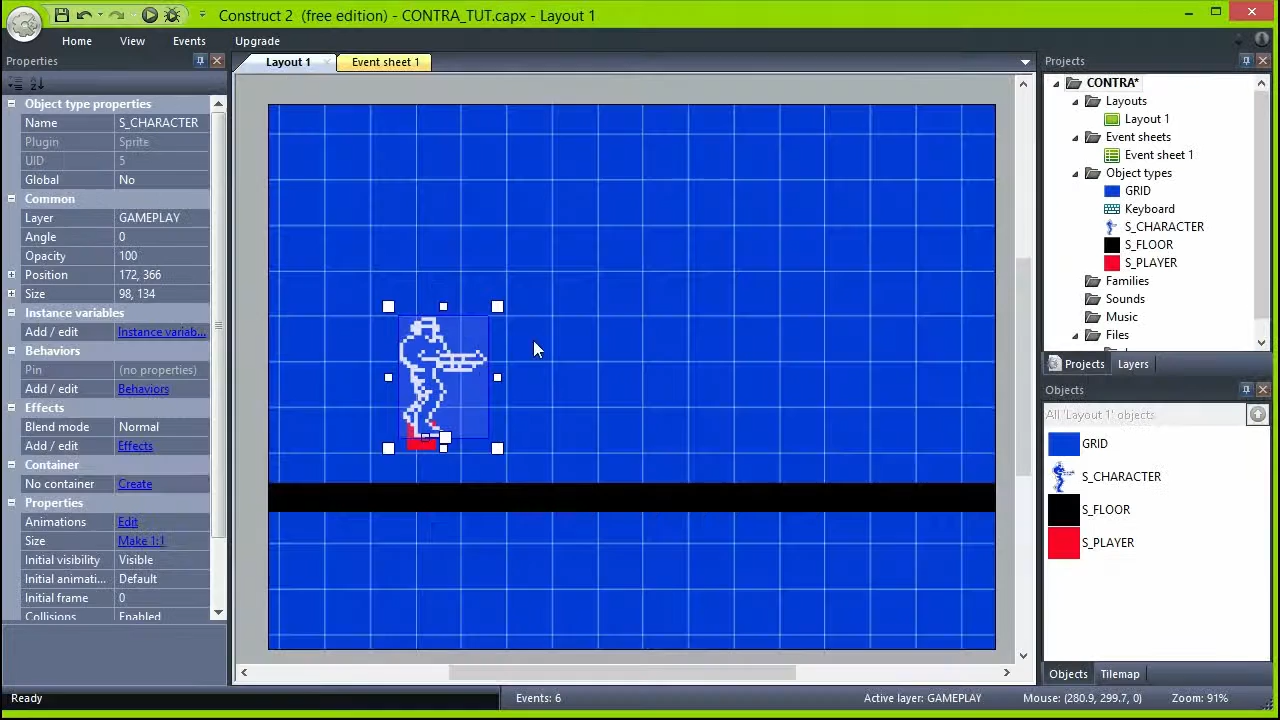 Construct 2 (free edition) - CONTRA_TUT.capx - Layout 1
Home View Events Upgrade
Properties
Object type properties
Name S_CHARACTER
Plugin Sprite
UID 5
Global No
Common
Layer GAMEPLAY
Angle 0
Opacity 100
Position 172, 366
Size 98, 134
Instance variables
Add / edit Instance variab...
Behaviors
Pin (no properties)
Add / edit Behaviors
Effects
Blend mode Normal
Add / edit Effects
Container
No container Create
Properties
Animations Edit
Size Make 1:1
Initial visibility Visible
Initial animati... Default
Initial frame 0
Collisions Enabled
Layout 1 Event sheet 1
Projects
CONTRA*
Layouts
Layout 1
Event sheets
Event sheet 1
Object types
GRID
Keyboard
S_CHARACTER
S_FLOOR
S_PLAYER
Families
Sounds
Music
Files
Projects Layers
Objects
All 'Layout 1' objects
GRID
S_CHARACTER
S_FLOOR
S_PLAYER
Objects Tilemap
Ready Events: 6 Active layer: GAMEPLAY Mouse: (280.9, 299.7, 0) Zoom: 91%